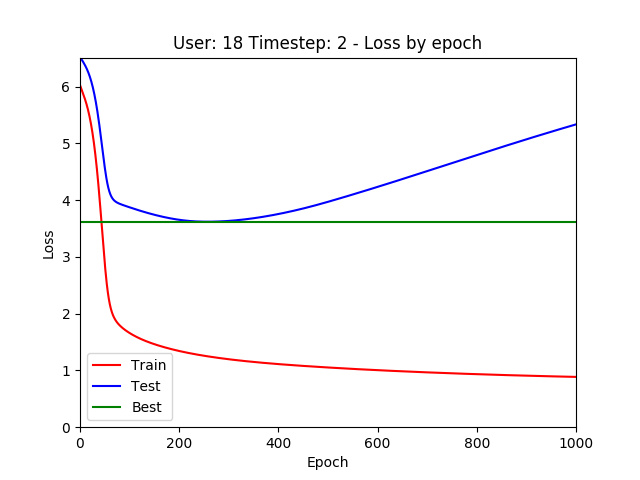 User: 18 Timestep: 2 - Loss by epoch
6
5
4
3
2
1
0
Loss
Train
Test
Best
0 200 400 600 800 1000
Epoch